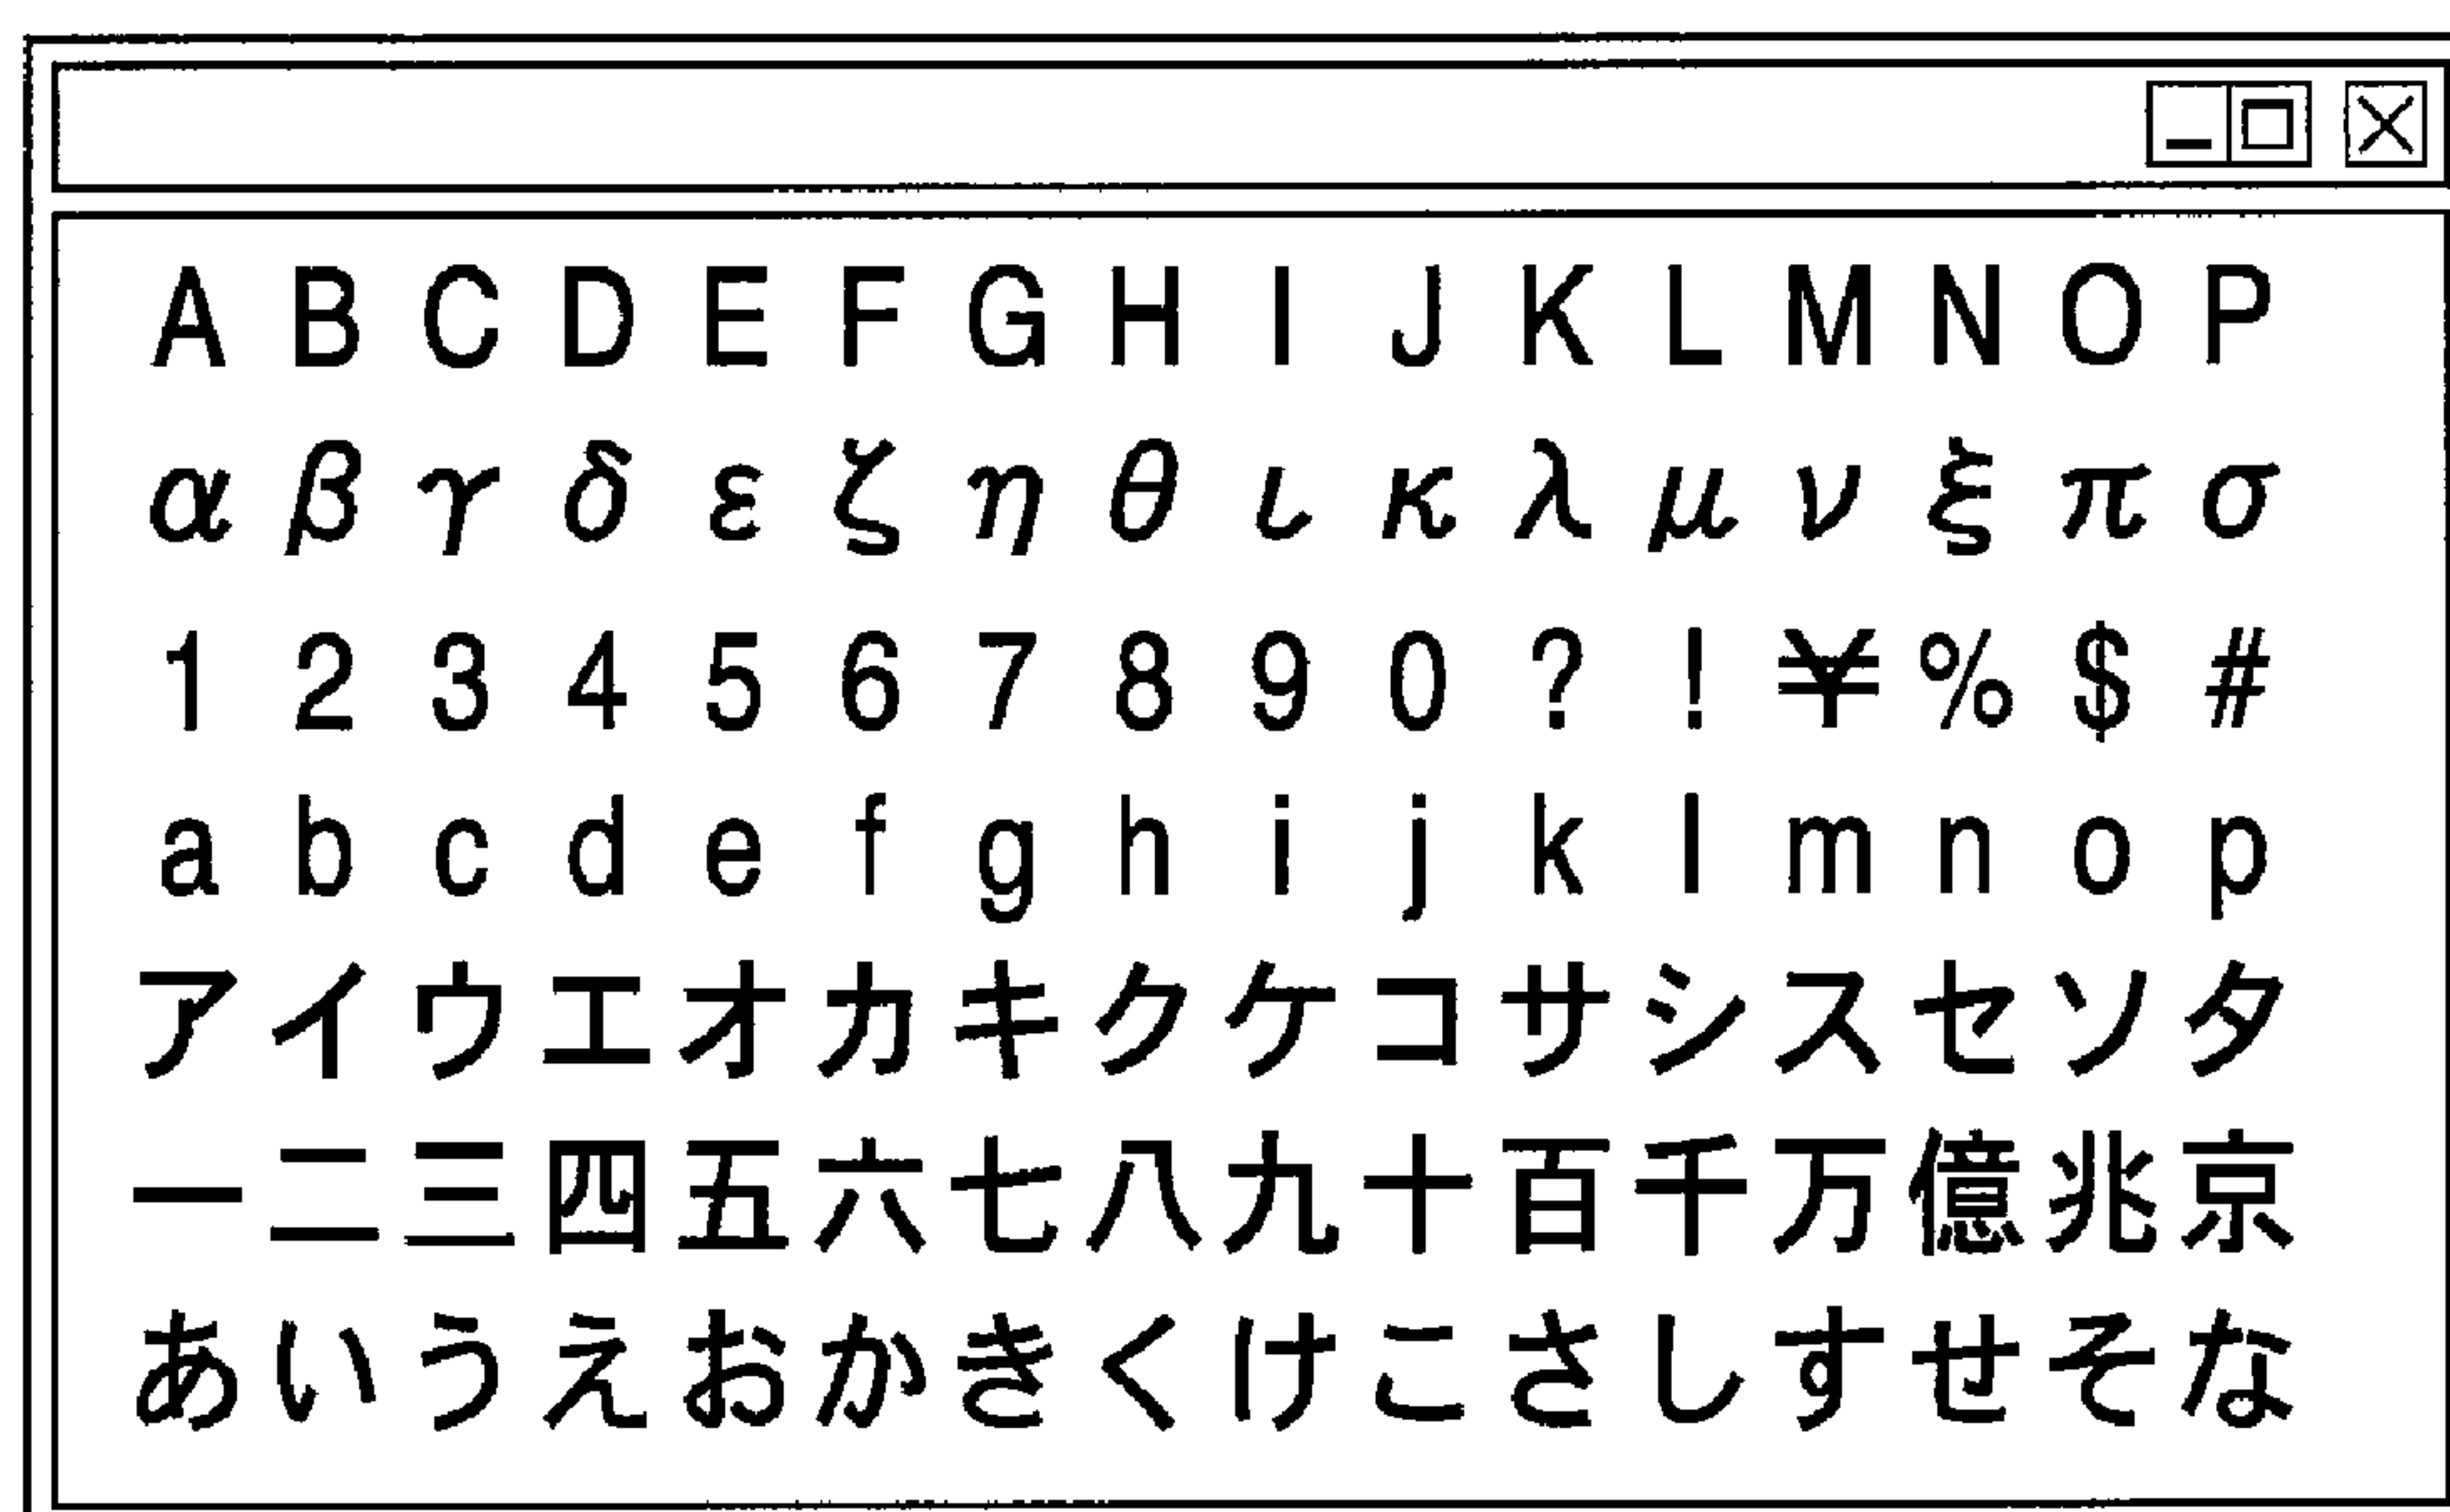 A B C D E F G H I J K L M N O P
α β γ δ ε ζ η θ ι κ λ μ ν ξ π σ
1 2 3 4 5 6 7 8 9 0 ? ! ¥ % $ #
a b c d e f g h i j k l m n o p
ア イ ウ エ オ カ キ ク ケ コ サ シ ス セ ソ タ
一 二 三 四 五 六 七 八 九 十 百 千 万 億 兆 京
あ い う え お か き く け こ さ し す せ そ な